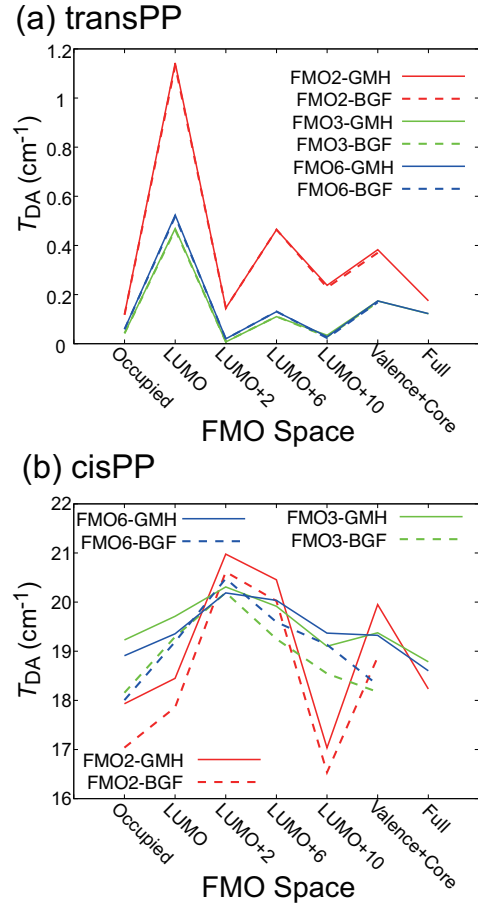 (a) transPP
1.2
1
0.8
0.6
0.4
0.2
0
TDA (cm-1)
FMO2-GMH
FMO2-BGF
FMO3-GMH
FMO3-BGF
FMO6-GMH
FMO6-BGF
Occupied
LUMO
LUMO+2
LUMO+6
LUMO+10
Valence+Core
Full
FMO Space
(b) cisPP
22
21
20
19
18
17
16
TDA (cm-1)
FMO6-GMH
FMO6-BGF
FMO3-GMH
FMO3-BGF
FMO2-GMH
FMO2-BGF
Occupied
LUMO
LUMO+2
LUMO+6
LUMO+10
Valence+Core
Full
FMO Space